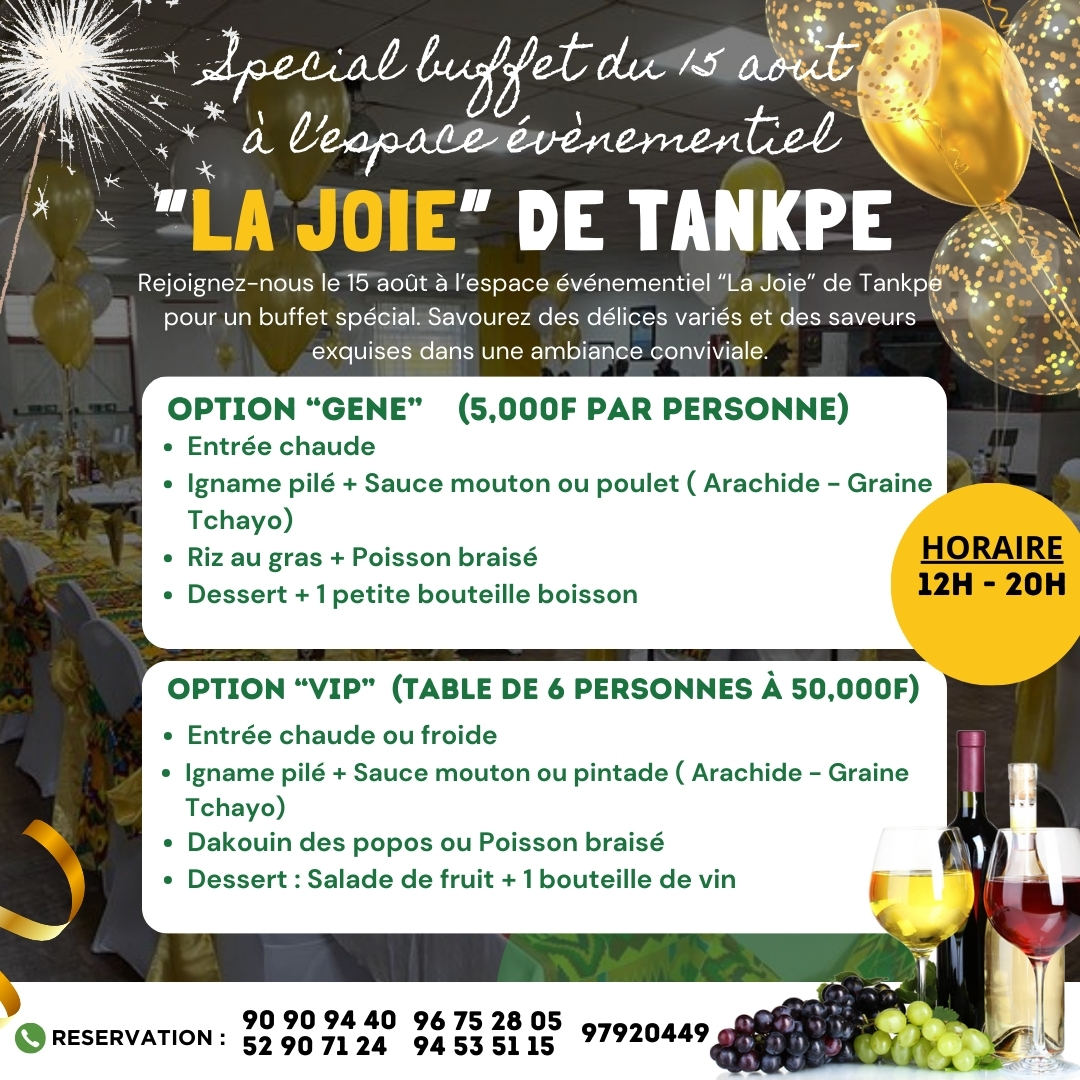 Special buffet du 15 aout
à l'espace évènementiel
"LA JOIE" DE TANKPE
Rejoignez-nous le 15 août à l'espace événementiel “La Joie” de Tankpe
pour un buffet spécial. Savourez des délices variés et des saveurs
exquises dans une ambiance conviviale.
OPTION “GENE” (5,000F PAR PERSONNE)
• Entrée chaude
• Igname pilé + Sauce mouton ou poulet ( Arachide - Graine
Tchayo)
• Riz au gras + Poisson braisé
• Dessert + 1 petite bouteille boisson
HORAIRE
12H - 20H
OPTION “VIP” (TABLE DE 6 PERSONNES À 50,000F)
• Entrée chaude ou froide
• Igname pilé + Sauce mouton ou pintade ( Arachide - Graine
Tchayo)
• Dakouin des popos ou Poisson braisé
• Dessert : Salade de fruit + 1 bouteille de vin
RESERVATION : 90 90 94 40 96 75 28 05 97920449
52 90 71 24 94 53 51 15